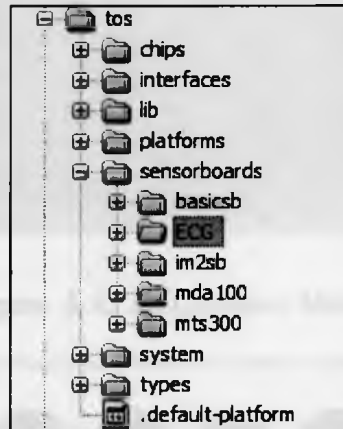 tos
chips
interfaces
lib
platforms
sensorboards
basicsb
ECG
im2sb
mda100
mts300
system
types
.default-platform